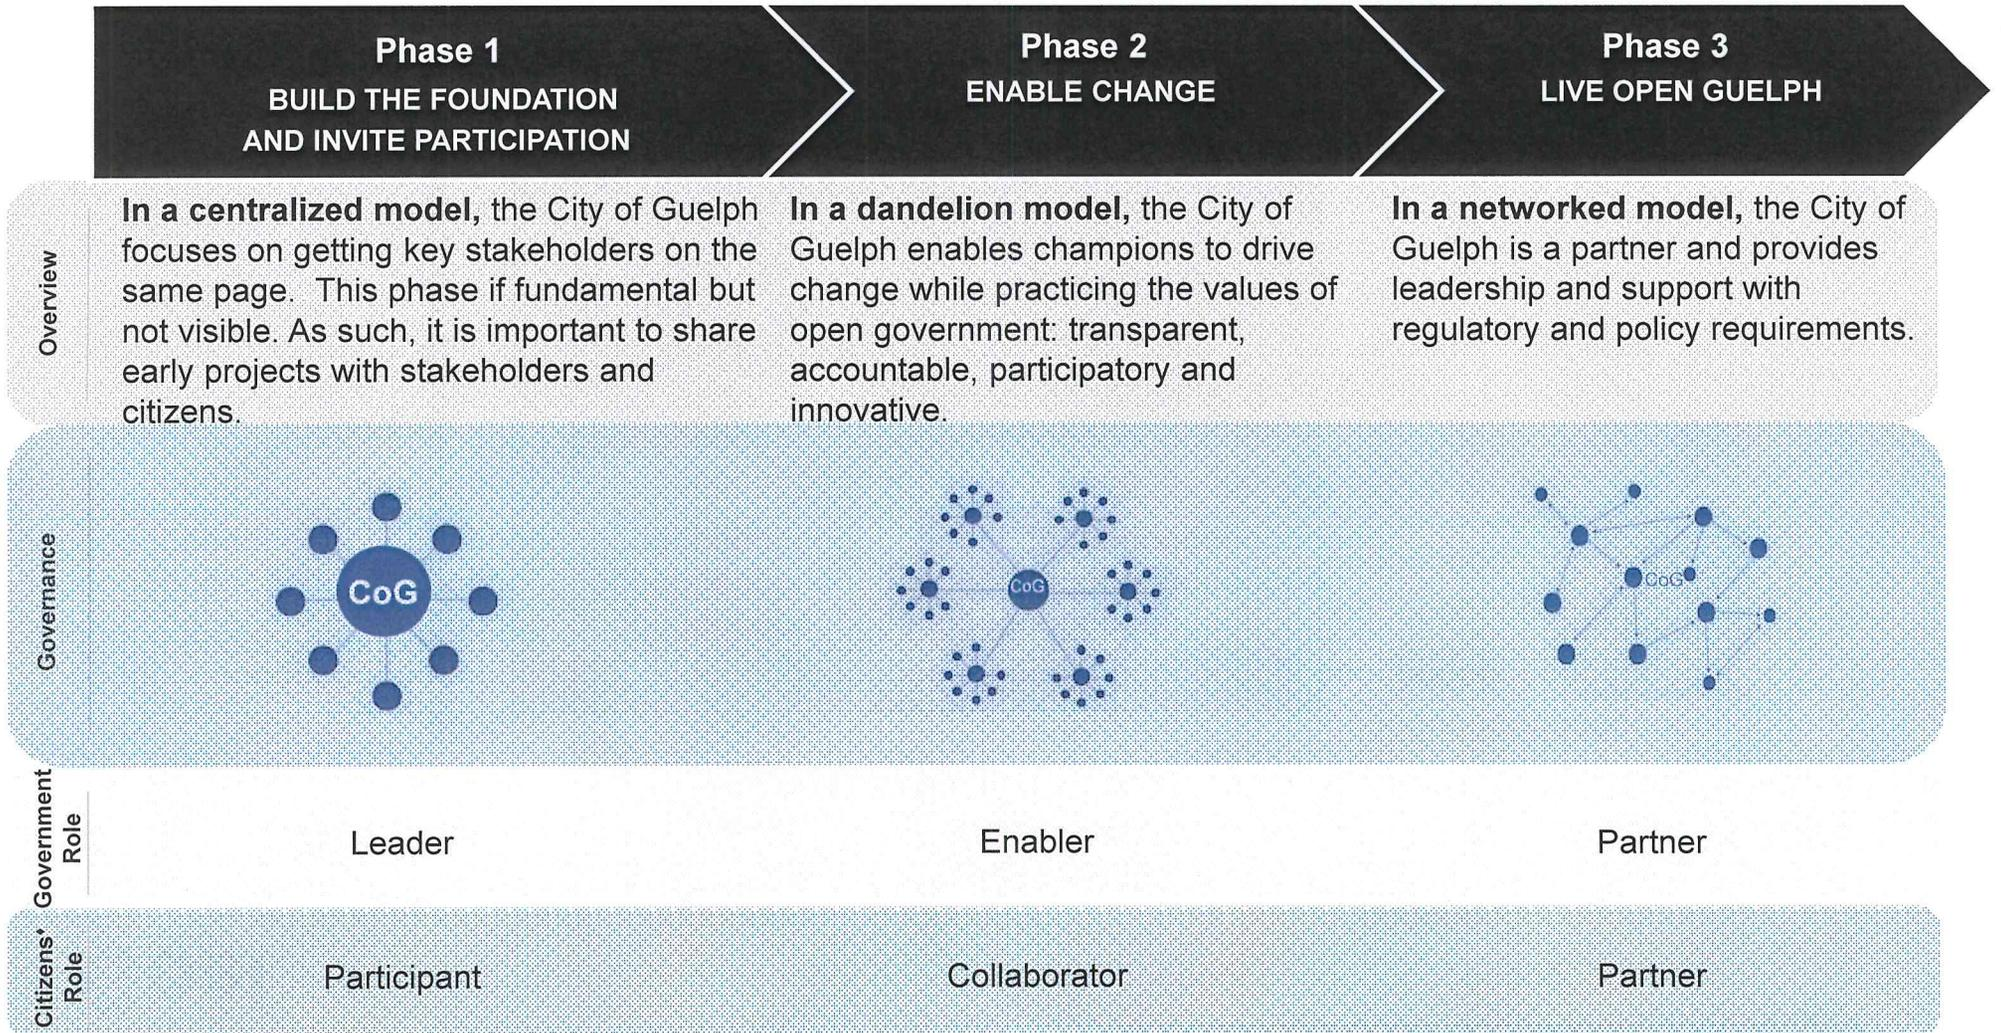 Phase 1
BUILD THE FOUNDATION
AND INVITE PARTICIPATION
Phase 2
ENABLE CHANGE
Phase 3
LIVE OPEN GUELPH
Overview
In a centralized model, the City of Guelph
focuses on getting key stakeholders on the
same page.  This phase if fundamental but
not visible. As such, it is important to share
early projects with stakeholders and
citizens.
In a dandelion model, the City of
Guelph enables champions to drive
change while practicing the values of
open government: transparent,
accountable, participatory and
innovative.
In a networked model, the City of
Guelph is a partner and provides
leadership and support with
regulatory and policy requirements.
Governance
CoG
CoG
CoG
Government
Role
Leader
Enabler
Partner
Citizens'
Role
Participant
Collaborator
Partner